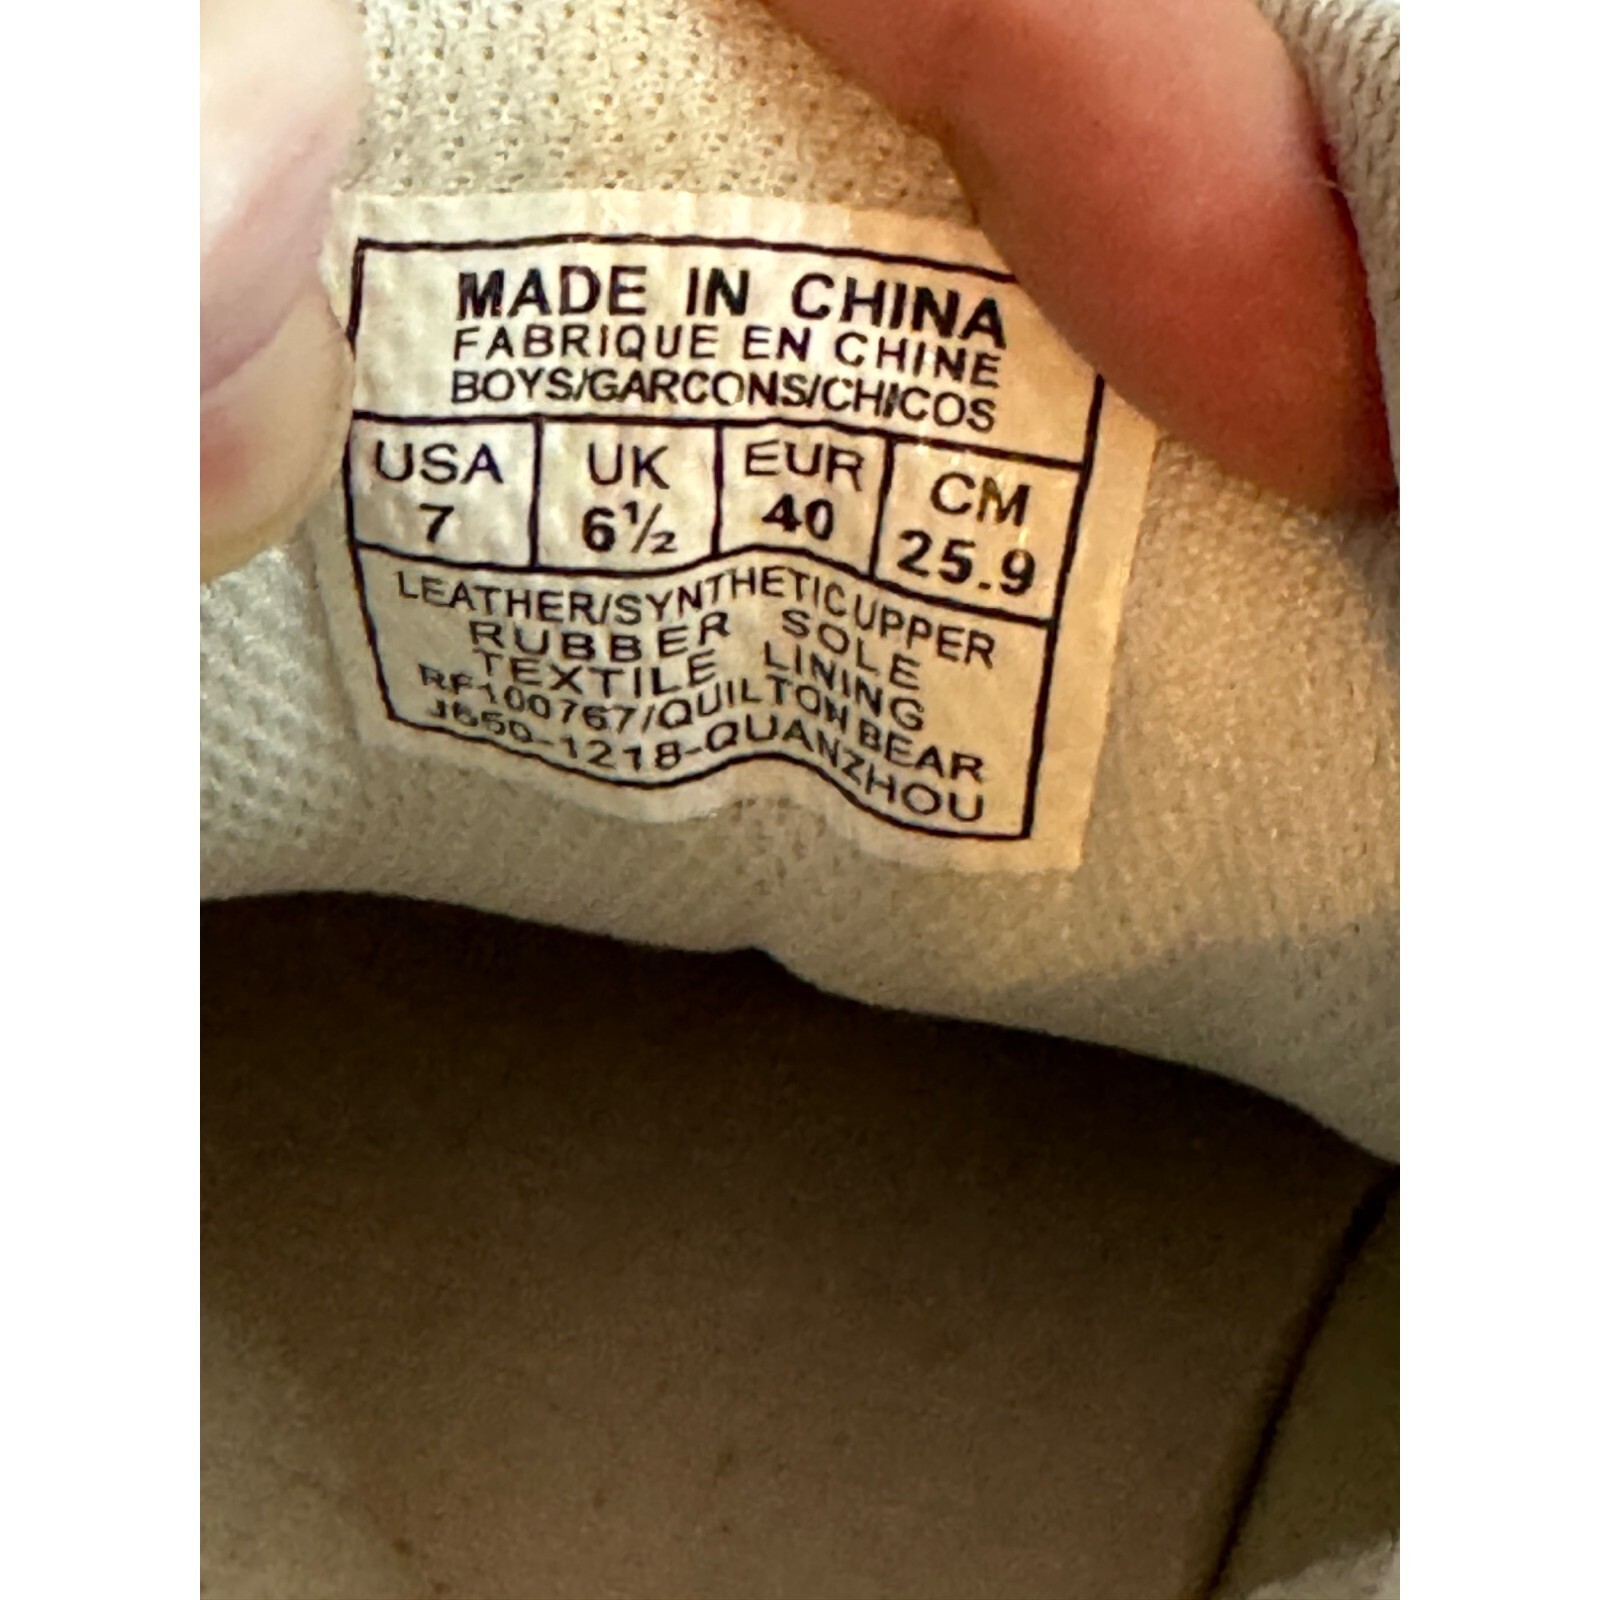 MADE IN CHINA
FABRIQUE EN CHINE
BOYS/GARCONS/CHICOS
USA UK EUR CM
7 6½ 40 25.9
LEATHER/SYNTHETIC UPPER
RUBBER SOLE
TEXTILE LINING
RF100767/QUILTON BEAR
J650-1218-QUANZHOU